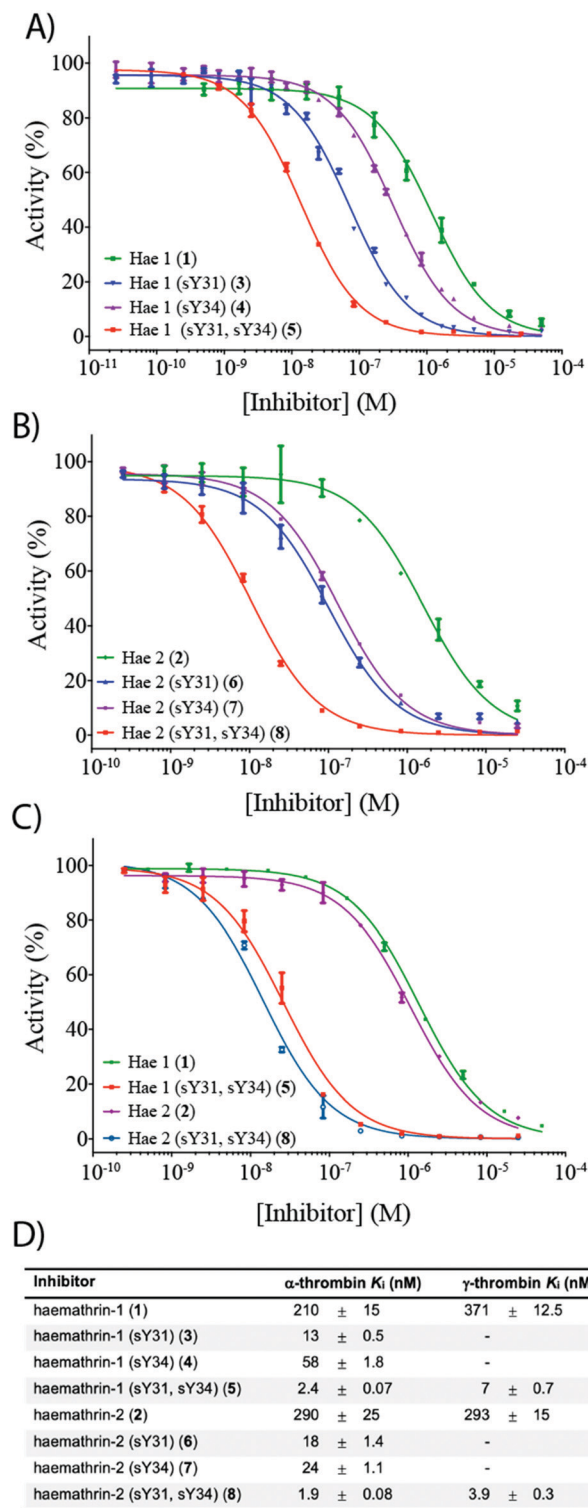 A)
100
80
60
40
20
0
Activity (%)
Hae 1 (1)
Hae 1 (sY31) (3)
Hae 1 (sY34) (4)
Hae 1 (sY31, sY34) (5)
10-11 10-10 10-9 10-8 10-7 10-6 10-5 10-4
[Inhibitor] (M)
B)
100
80
60
40
20
0
Activity (%)
Hae 2 (2)
Hae 2 (sY31) (6)
Hae 2 (sY34) (7)
Hae 2 (sY31, sY34) (8)
10-10 10-9 10-8 10-7 10-6 10-5 10-4
[Inhibitor] (M)
C)
100
80
60
40
20
0
Activity (%)
Hae 1 (1)
Hae 1 (sY31, sY34) (5)
Hae 2 (2)
Hae 2 (sY31, sY34) (8)
10-10 10-9 10-8 10-7 10-6 10-5 10-4
[Inhibitor] (M)
D)
Inhibitor α-thrombin Ki (nM) γ-thrombin Ki (nM
haemathrin-1 (1) 210 ± 15 371 ± 12.5
haemathrin-1 (sY31) (3) 13 ± 0.5 -
haemathrin-1 (sY34) (4) 58 ± 1.8 -
haemathrin-1 (sY31, sY34) (5) 2.4 ± 0.07 7 ± 0.7
haemathrin-2 (2) 290 ± 25 293 ± 15
haemathrin-2 (sY31) (6) 18 ± 1.4 -
haemathrin-2 (sY34) (7) 24 ± 1.1 -
haemathrin-2 (sY31, sY34) (8) 1.9 ± 0.08 3.9 ± 0.3